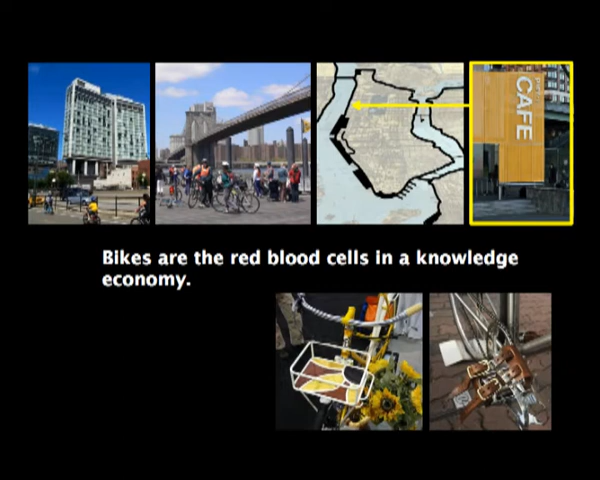 CAFE
Bikes are the red blood cells in a knowledge
economy.